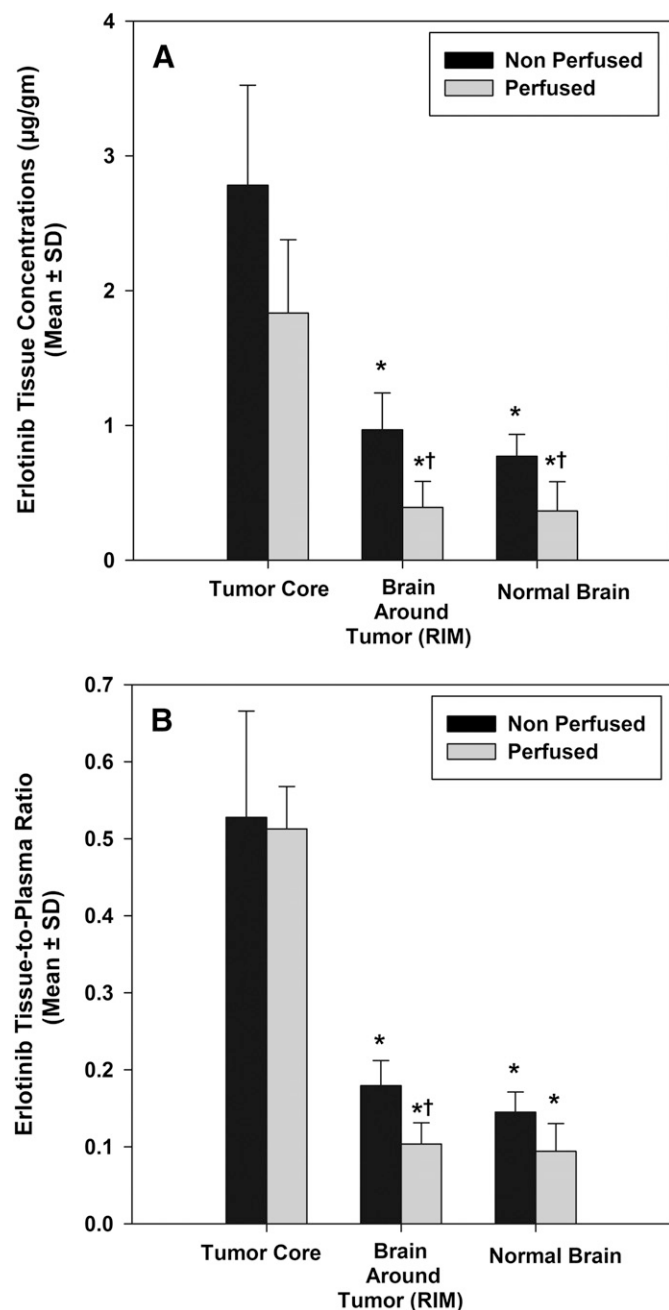 A
Non Perfused
Perfused
Erlotinib Tissue Concentrations (µg/gm)
(Mean ± SD)
4
3
2
1
0
*
*†
*
*†
Tumor Core
Brain
Around
Tumor (RIM)
Normal Brain
B
Non Perfused
Perfused
Erlotinib Tissue-to-Plasma Ratio
(Mean ± SD)
0.7
0.6
0.5
0.4
0.3
0.2
0.1
0.0
*
*†
*
*
Tumor Core
Brain
Around
Tumor (RIM)
Normal Brain